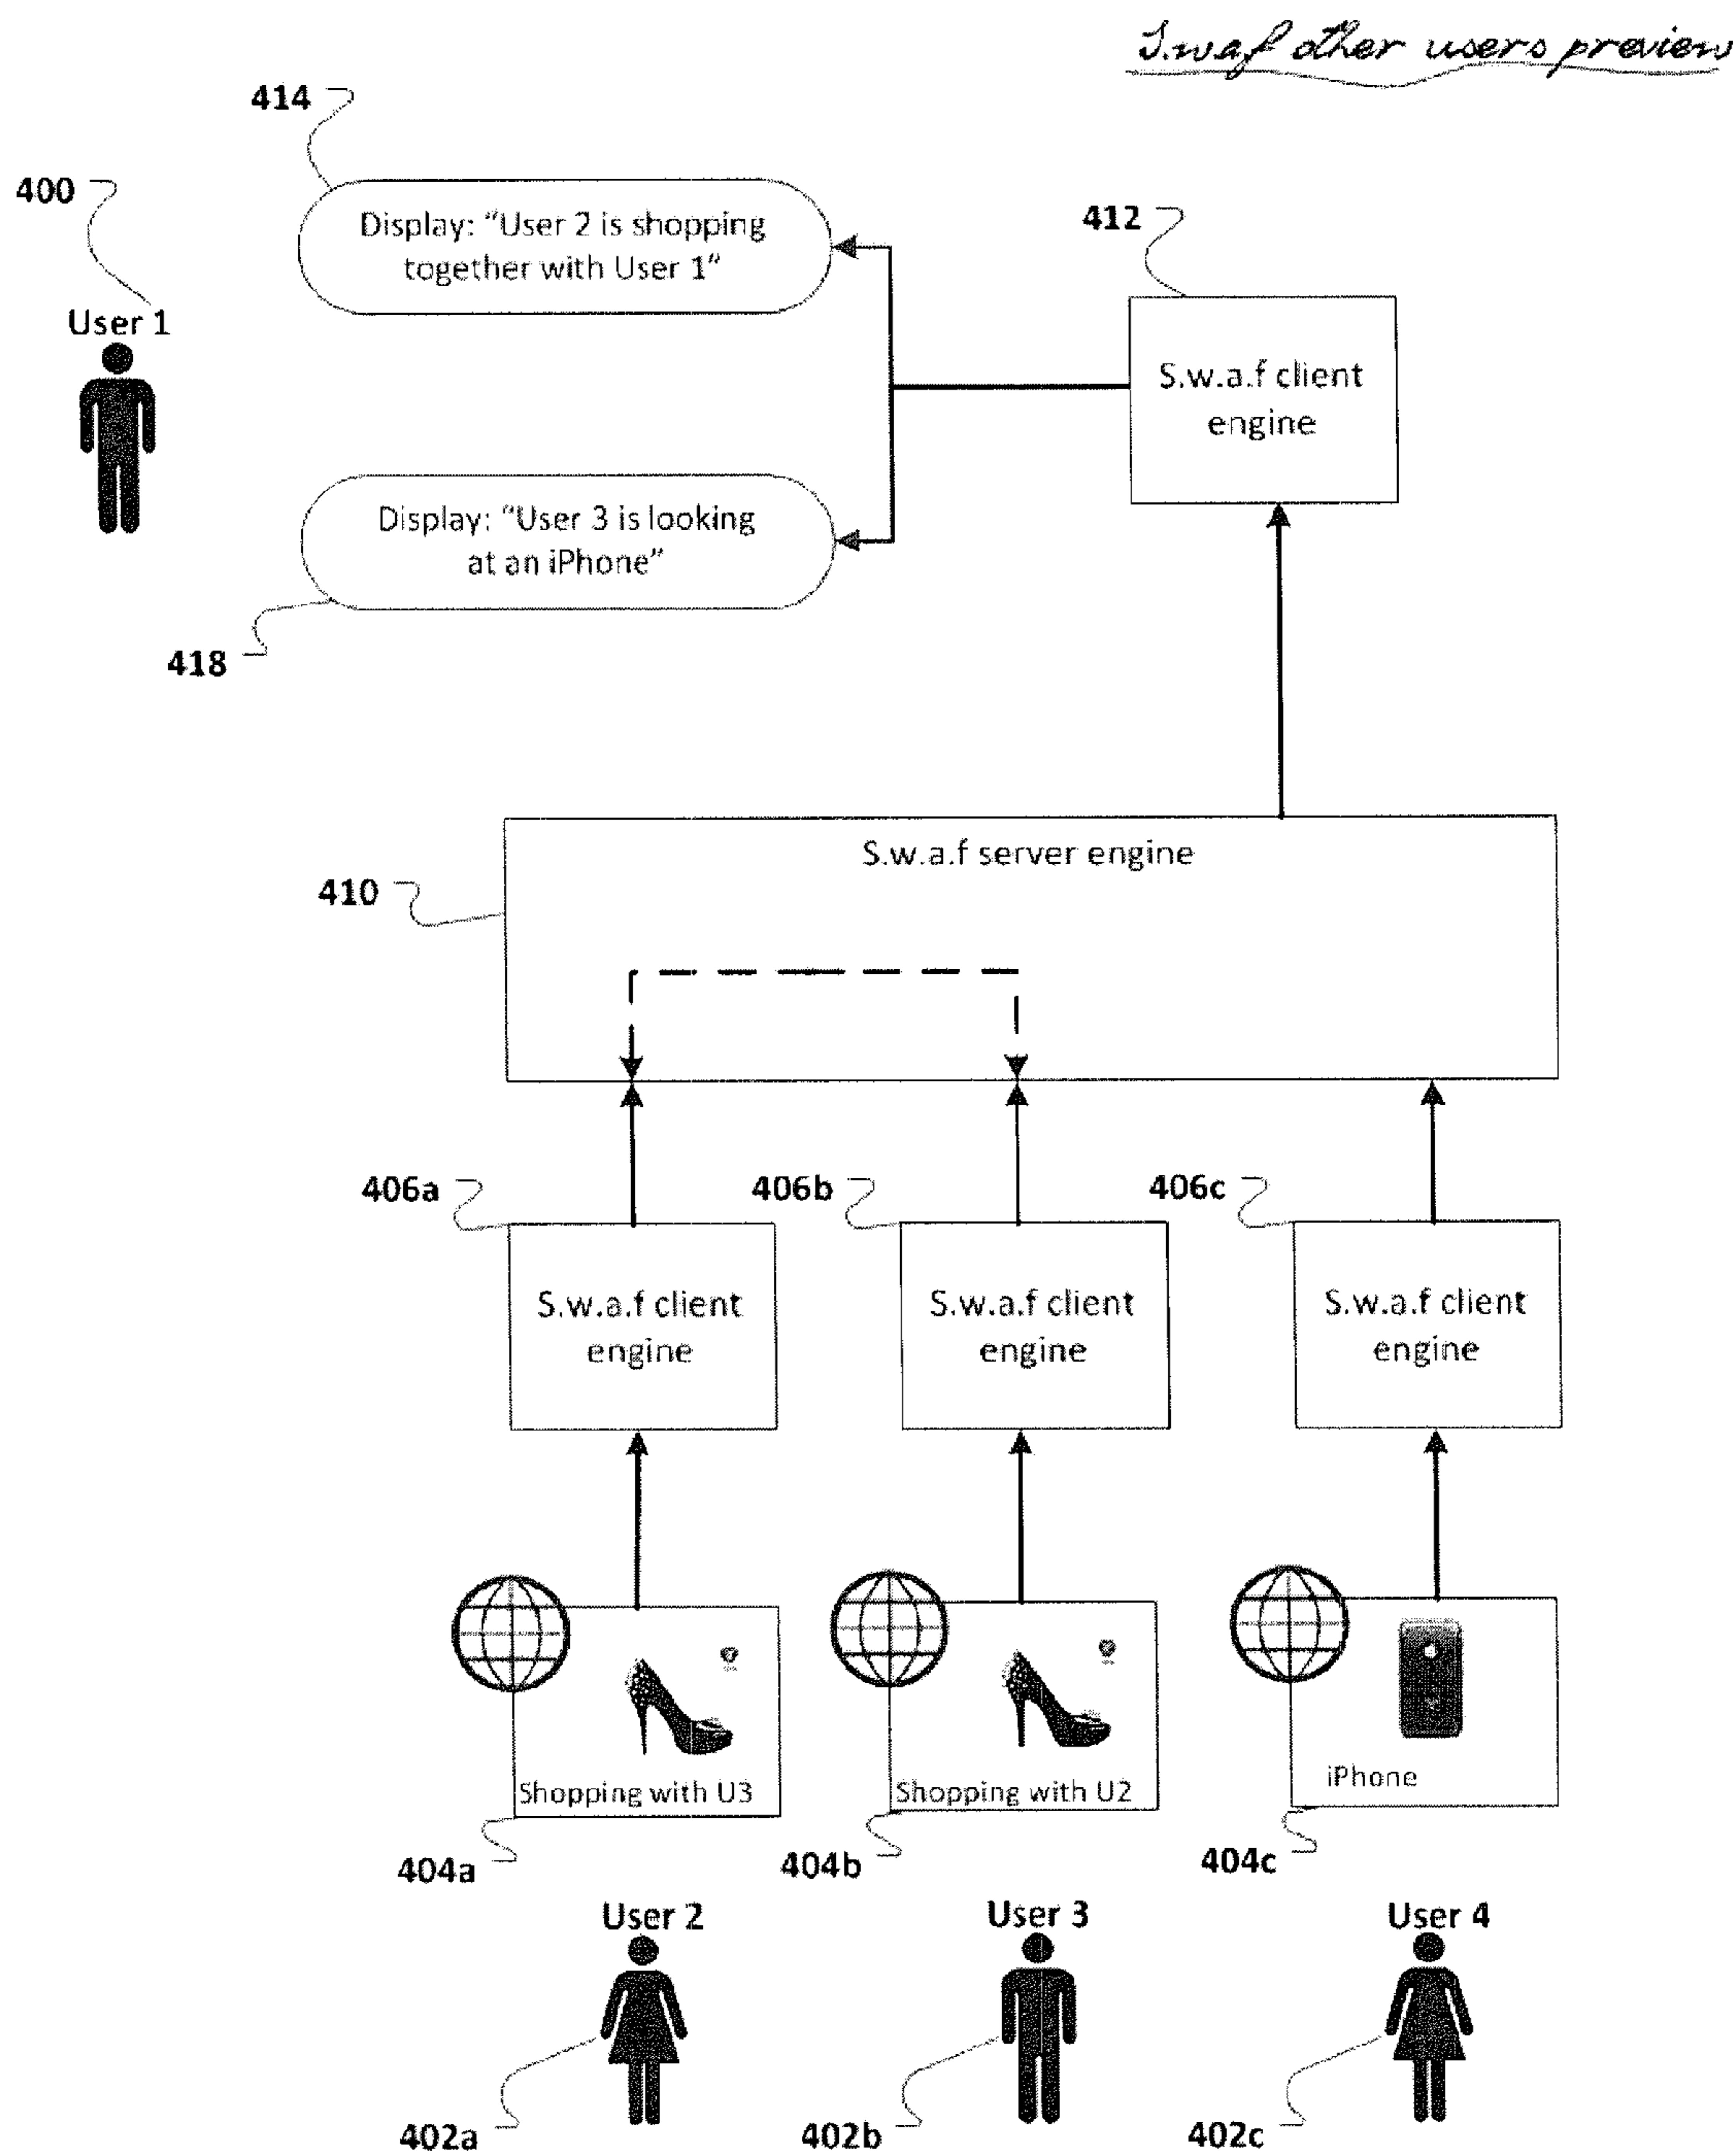 S.w.a.f other users preview
414
400
Display: "User 2 is shopping
together with User 1"
412
User 1
S.w.a.f client
engine
Display: "User 3 is looking
at an iPhone"
418
S.w.a.f server engine
410
406a
406b
406c
S.w.a.f client
engine
S.w.a.f client
engine
S.w.a.f client
engine
Shopping with U3
Shopping with U2
iPhone
404a
404b
404c
User 2
User 3
User 4
402a
402b
402c